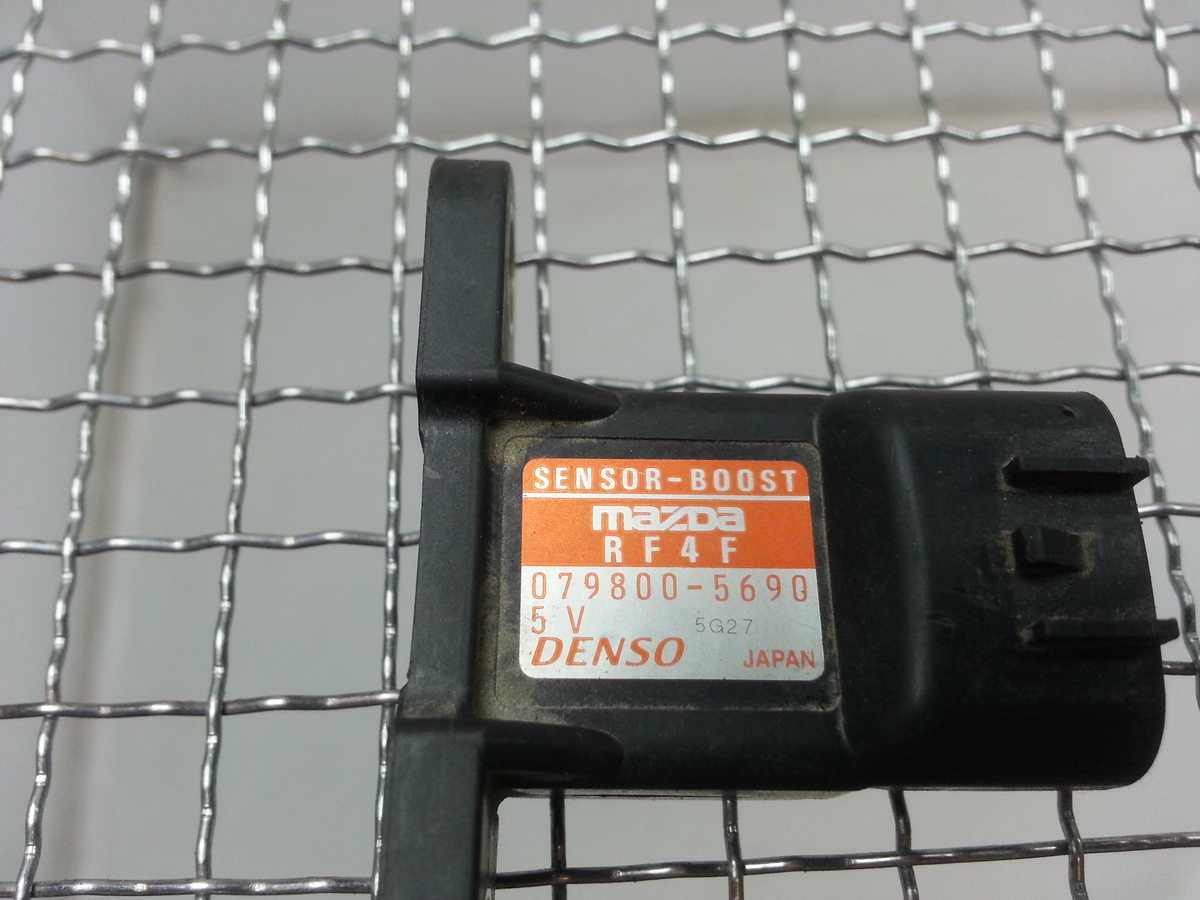 SENSOR-BOOST
mazda
RF4F
079800-5690
5V 5G27
DENSO JAPAN